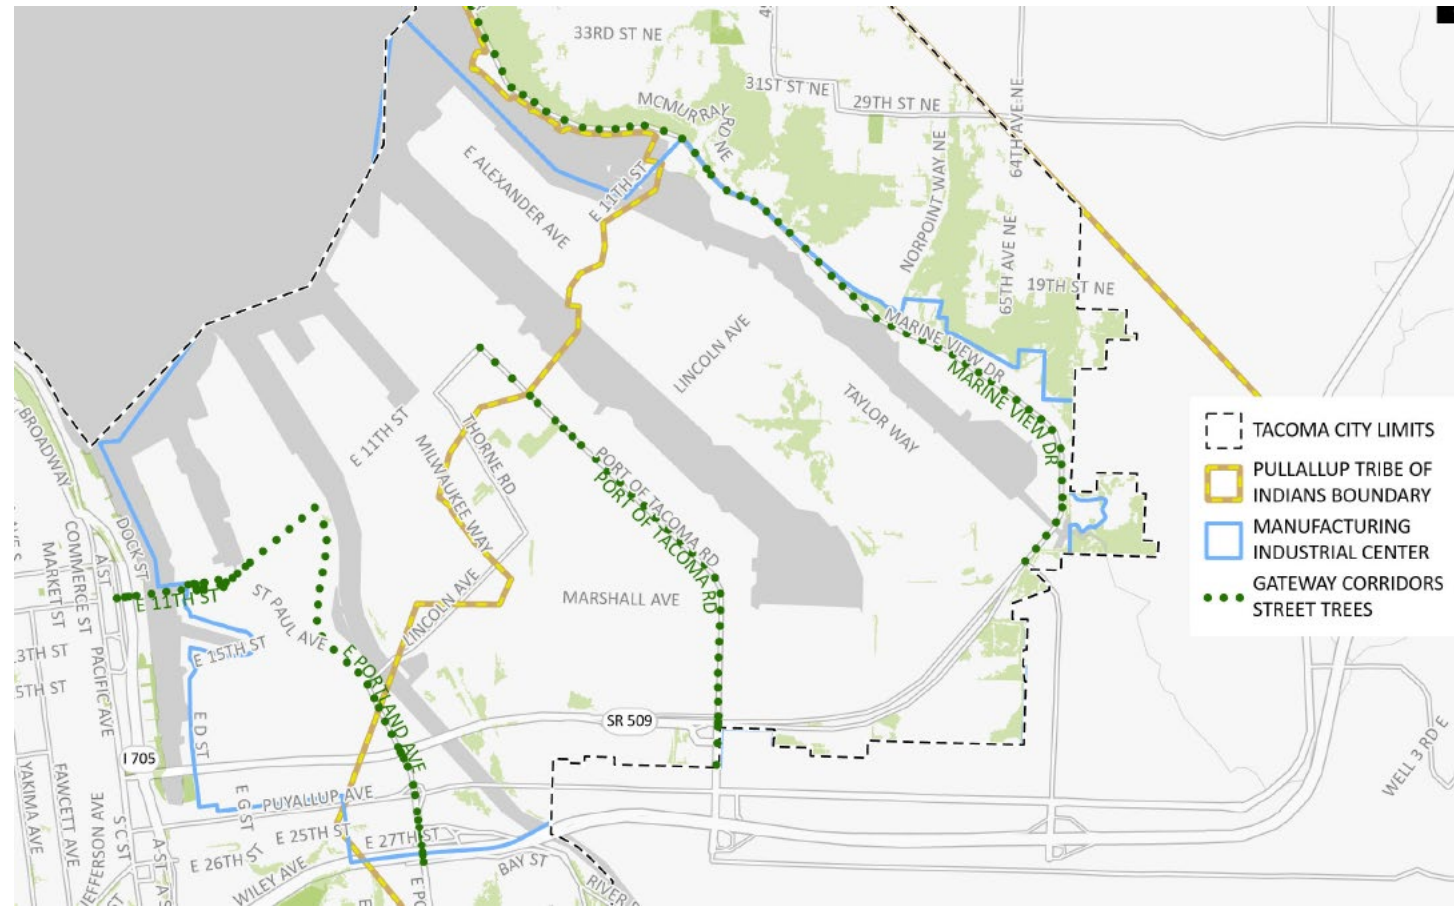 33RD ST NE
31ST ST NE
29TH ST NE
MCMURRAY
RD NE
64TH AVE NE
NORPOINT WAY NE
65TH AVE NE
19TH ST NE
E 11TH ST
E ALEXANDER AVE
LINCOLN AVE
MARINE VIEW DR
MARINE VIEW DR
TAYLOR WAY
E 11TH ST
THORNE RD
MILWAUKEE WAY
PORT OF TACOMA RD
PORT OF TACOMA RD
MARSHALL AVE
LINCOLN AVE
BROADWAY
DOCK ST
A ST
COMMERCE ST
MARKET ST
PACIFIC AVE
E 11TH ST
ST PAUL AVE
E 15TH ST
E PORTLAND AVE
E D ST
SR 509
I 705
PUYALLUP AVE
E G ST
E 25TH ST
E 27TH ST
E 26TH ST
WILEY AVE
BAY ST
YAKIMA AVE
FAWCETT AVE
S C ST
A ST
WELL 3 RD E
TACOMA CITY LIMITS
PULLALLUP TRIBE OF
INDIANS BOUNDARY
MANUFACTURING
INDUSTRIAL CENTER
GATEWAY CORRIDORS
STREET TREES